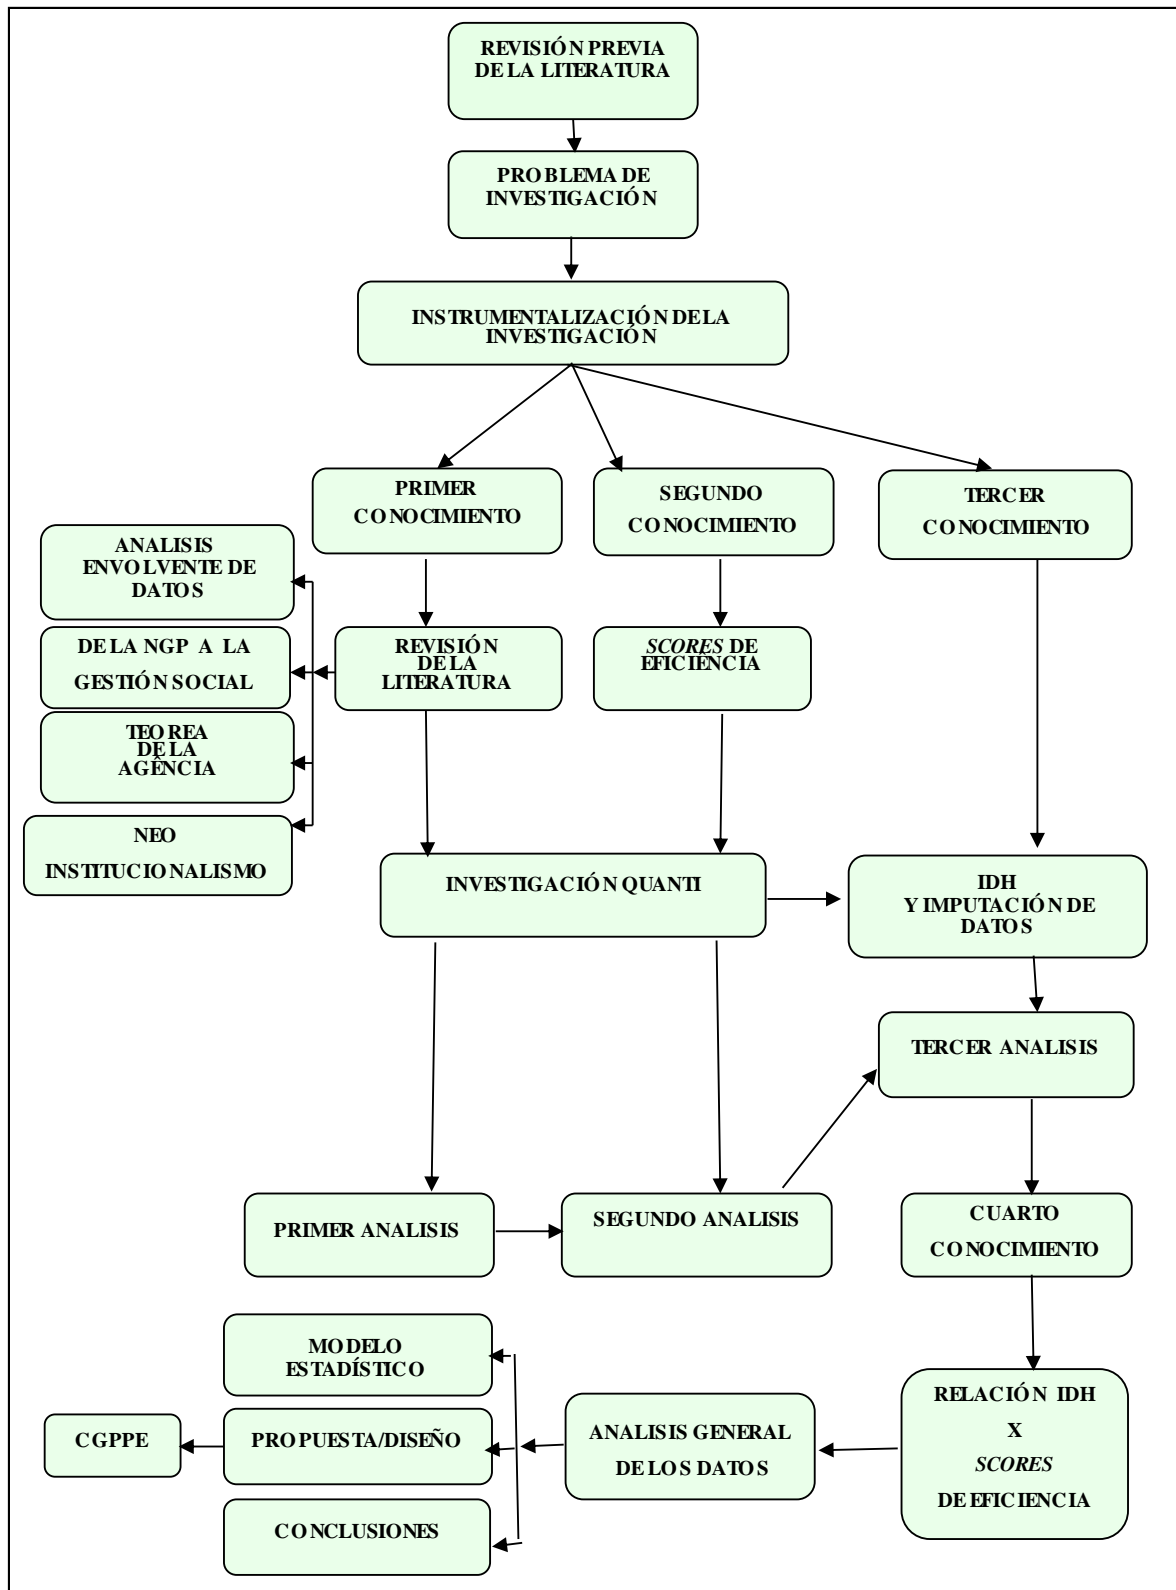 REVISIÓN PREVIA
DE LA LITERATURA
PROBLEMA DE
INVESTIGACIÓN
INSTRUMENTALIZACIÓN DE LA
INVESTIGACIÓN
PRIMER
CONOCIMIENTO
SEGUNDO
CONOCIMIENTO
TERCER
CONOCIMIENTO
ANALISIS
ENVOLVENTE DE
DATOS
DE LA NGP A LA
GESTIÓN SOCIAL
TEOREA
DE LA
AGÊNCIA
NEO
INSTITUCIONALISMO
REVISIÓN
DE LA
LITERATURA
SCORES DE
EFICIÊNCIA
INVESTIGACIÓN QUANTI
IDH
Y IMPUTACIÓN DE
DATOS
TERCER ANALISIS
PRIMER ANALISIS
SEGUNDO ANALISIS
CUARTO
CONOCIMIENTO
RELACIÓN IDH
X
SCORES
DE EFICIENCIA
ANALISIS GENERAL
DE LOS DATOS
MODELO
ESTADÍSTICO
PROPUESTA/DISEÑO
CONCLUSIONES
CGPPE